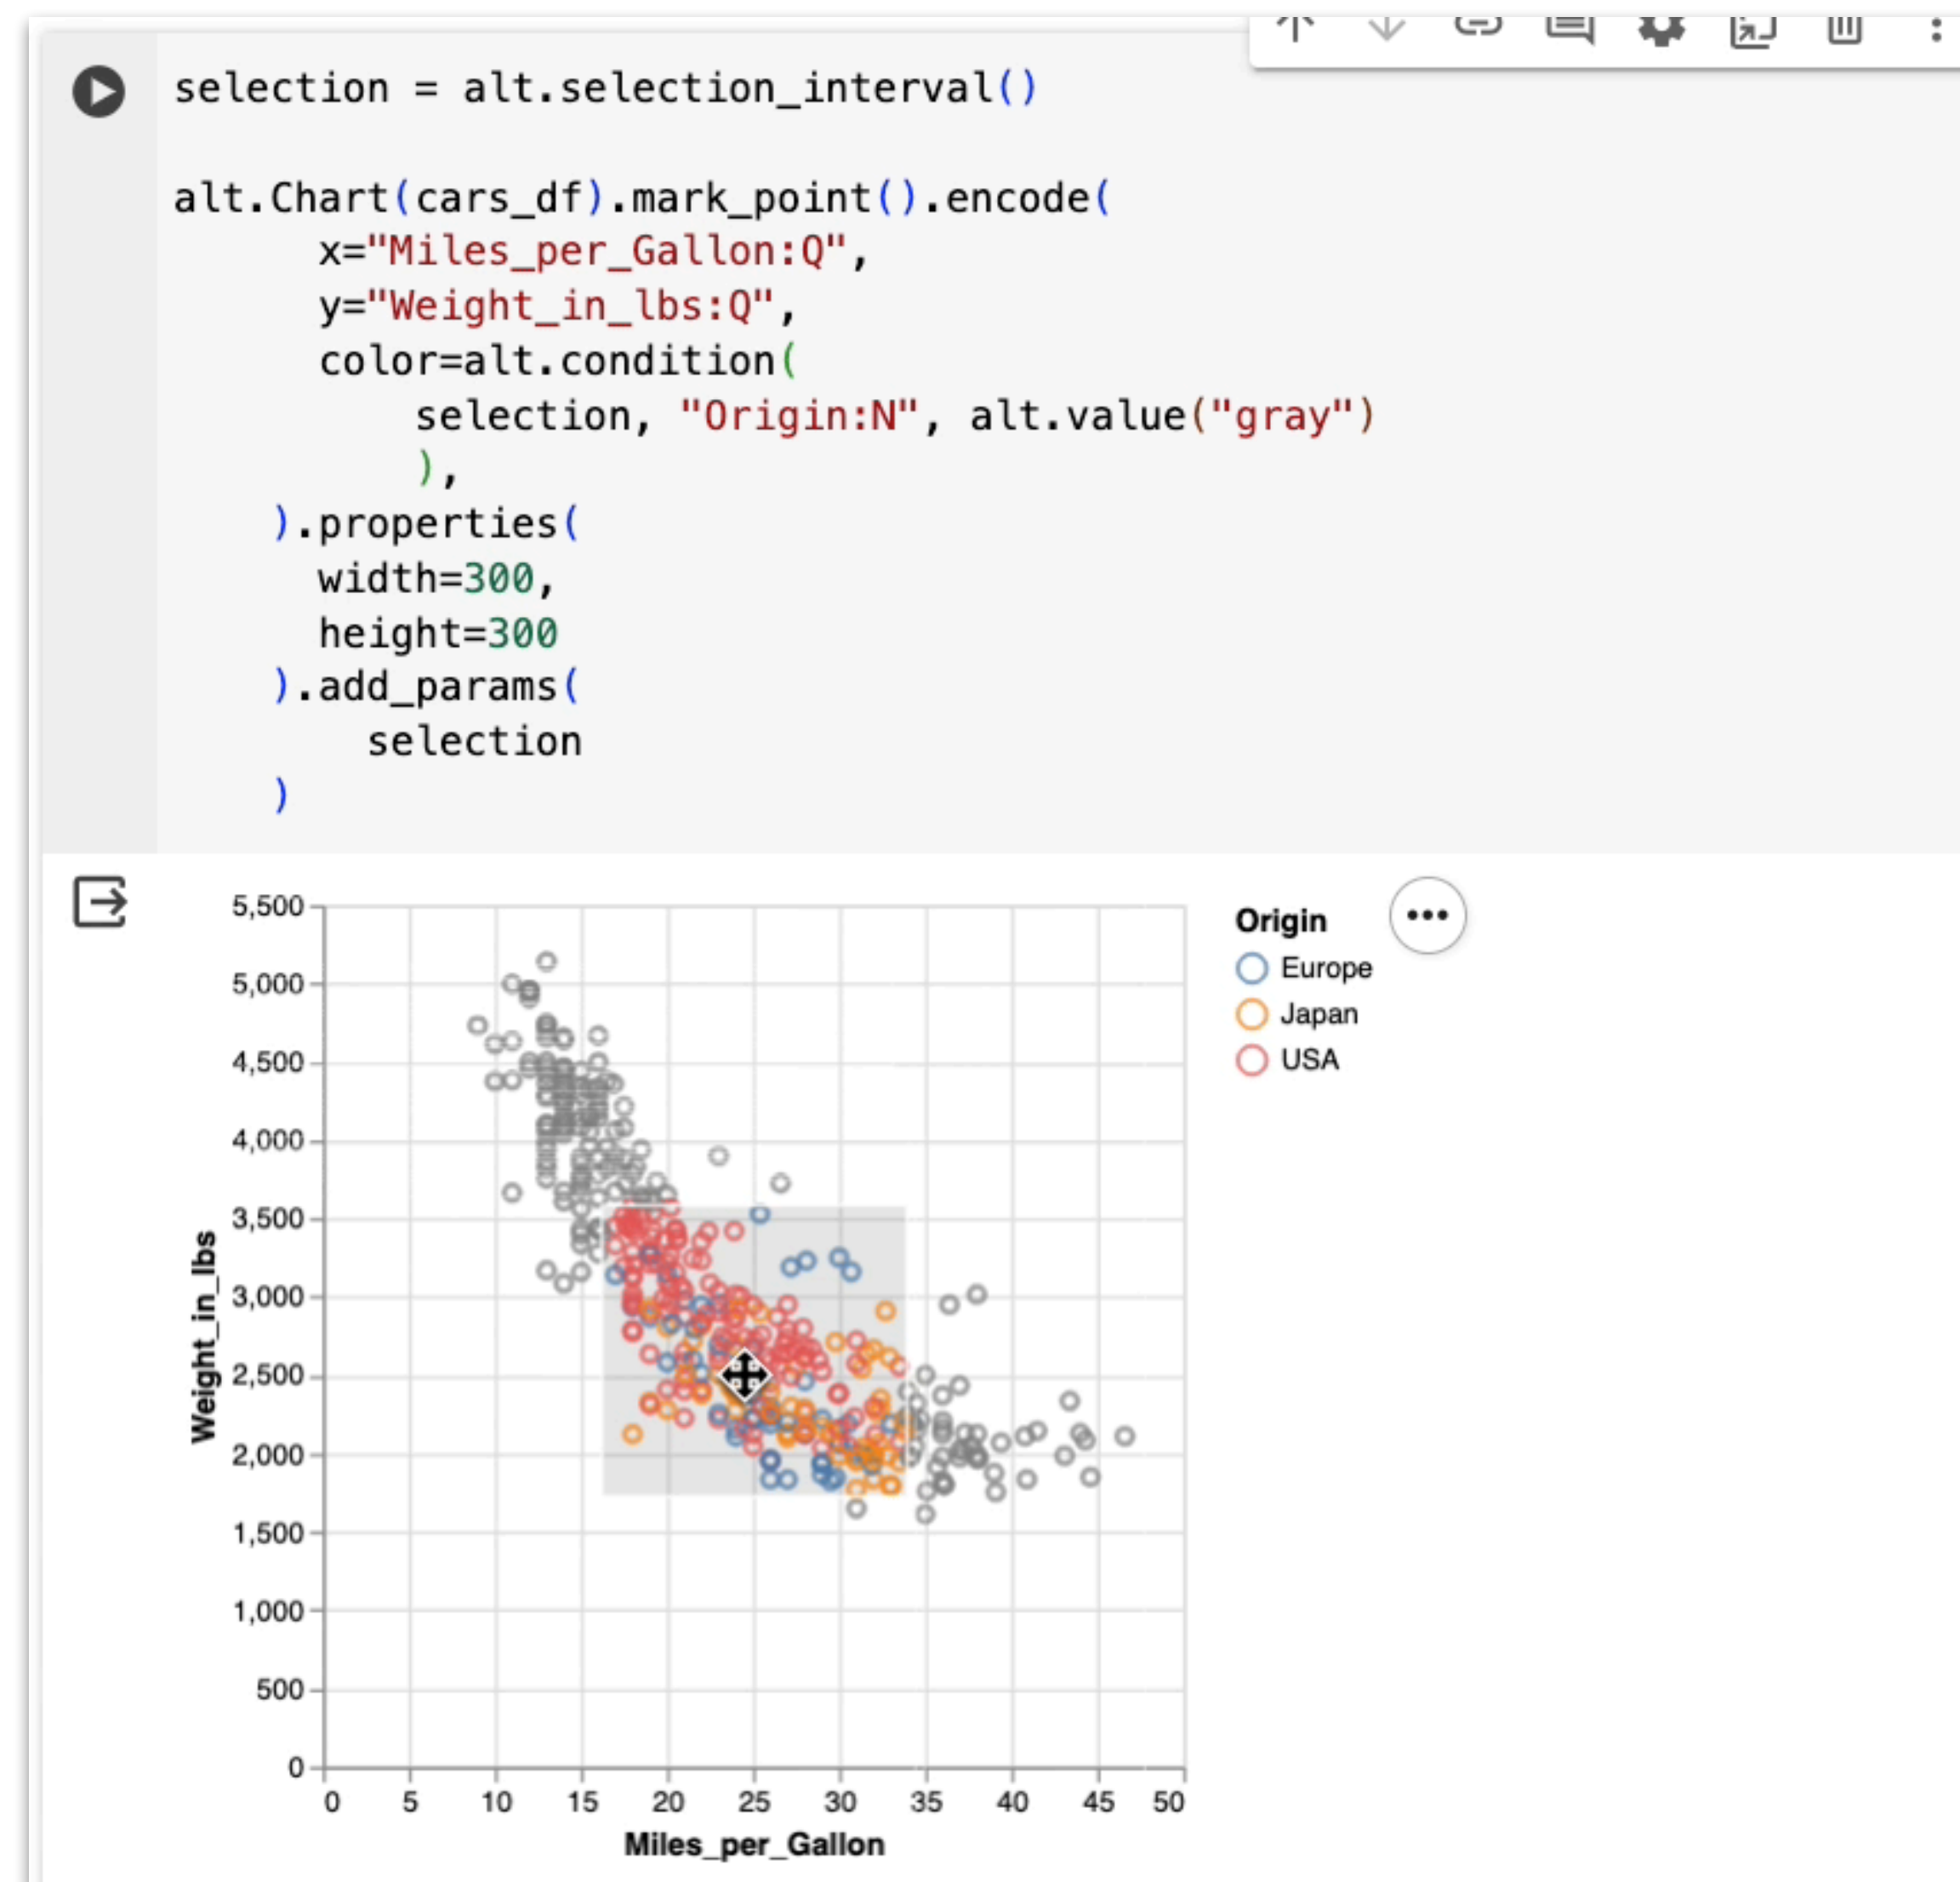 selection = alt.selection_interval()
alt.Chart(cars_df).mark_point().encode(
x="Miles_per_Gallon:Q",
y="Weight_in_lbs:Q",
color=alt.condition(
selection, "Origin:N", alt.value("gray")
),
).properties(
width=300,
height=300
).add_params(
selection
)
5,500
5,000
4,500
4,000
3,500
3,000
2,500
2,000
1,500
1,000
500
0
Weight_in_lbs
0 5 10 15 20 25 30 35 40 45 50
Miles_per_Gallon
Origin
Europe
Japan
USA